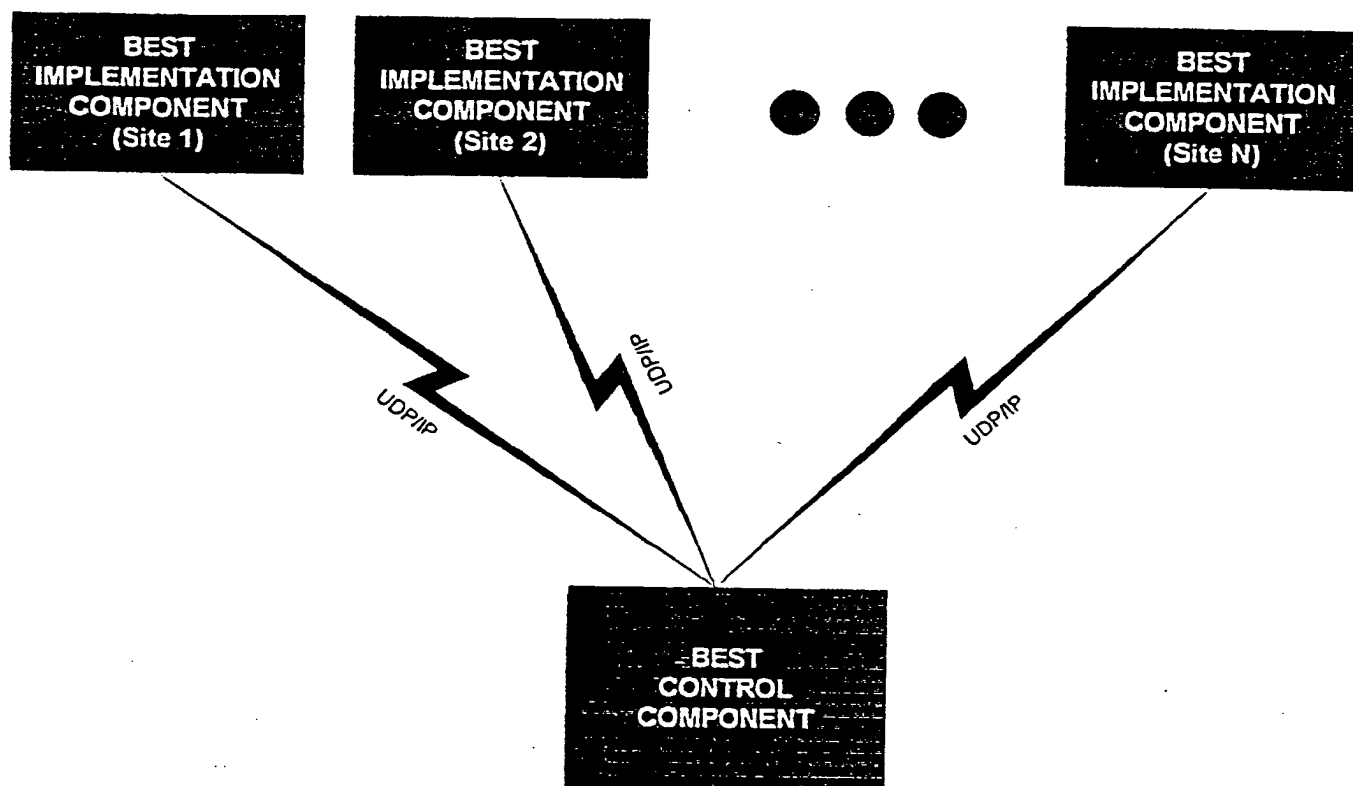 BEST
IMPLEMENTATION
COMPONENT
(Site 1)
BEST
IMPLEMENTATION
COMPONENT
(Site 2)
BEST
IMPLEMENTATION
COMPONENT
(Site N)
UDP/IP
UDP/IP
UDP/IP
BEST
CONTROL
COMPONENT